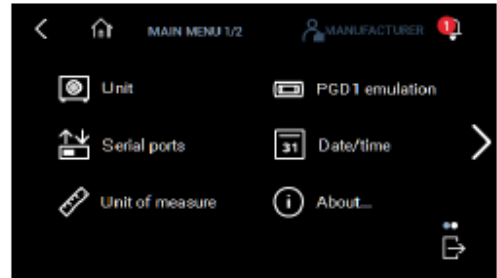 MAIN MENU 1/2 MANUFACTURER 1
Unit PGD1 emulation
Serial ports 31 Date/time
Unit of measure i About...